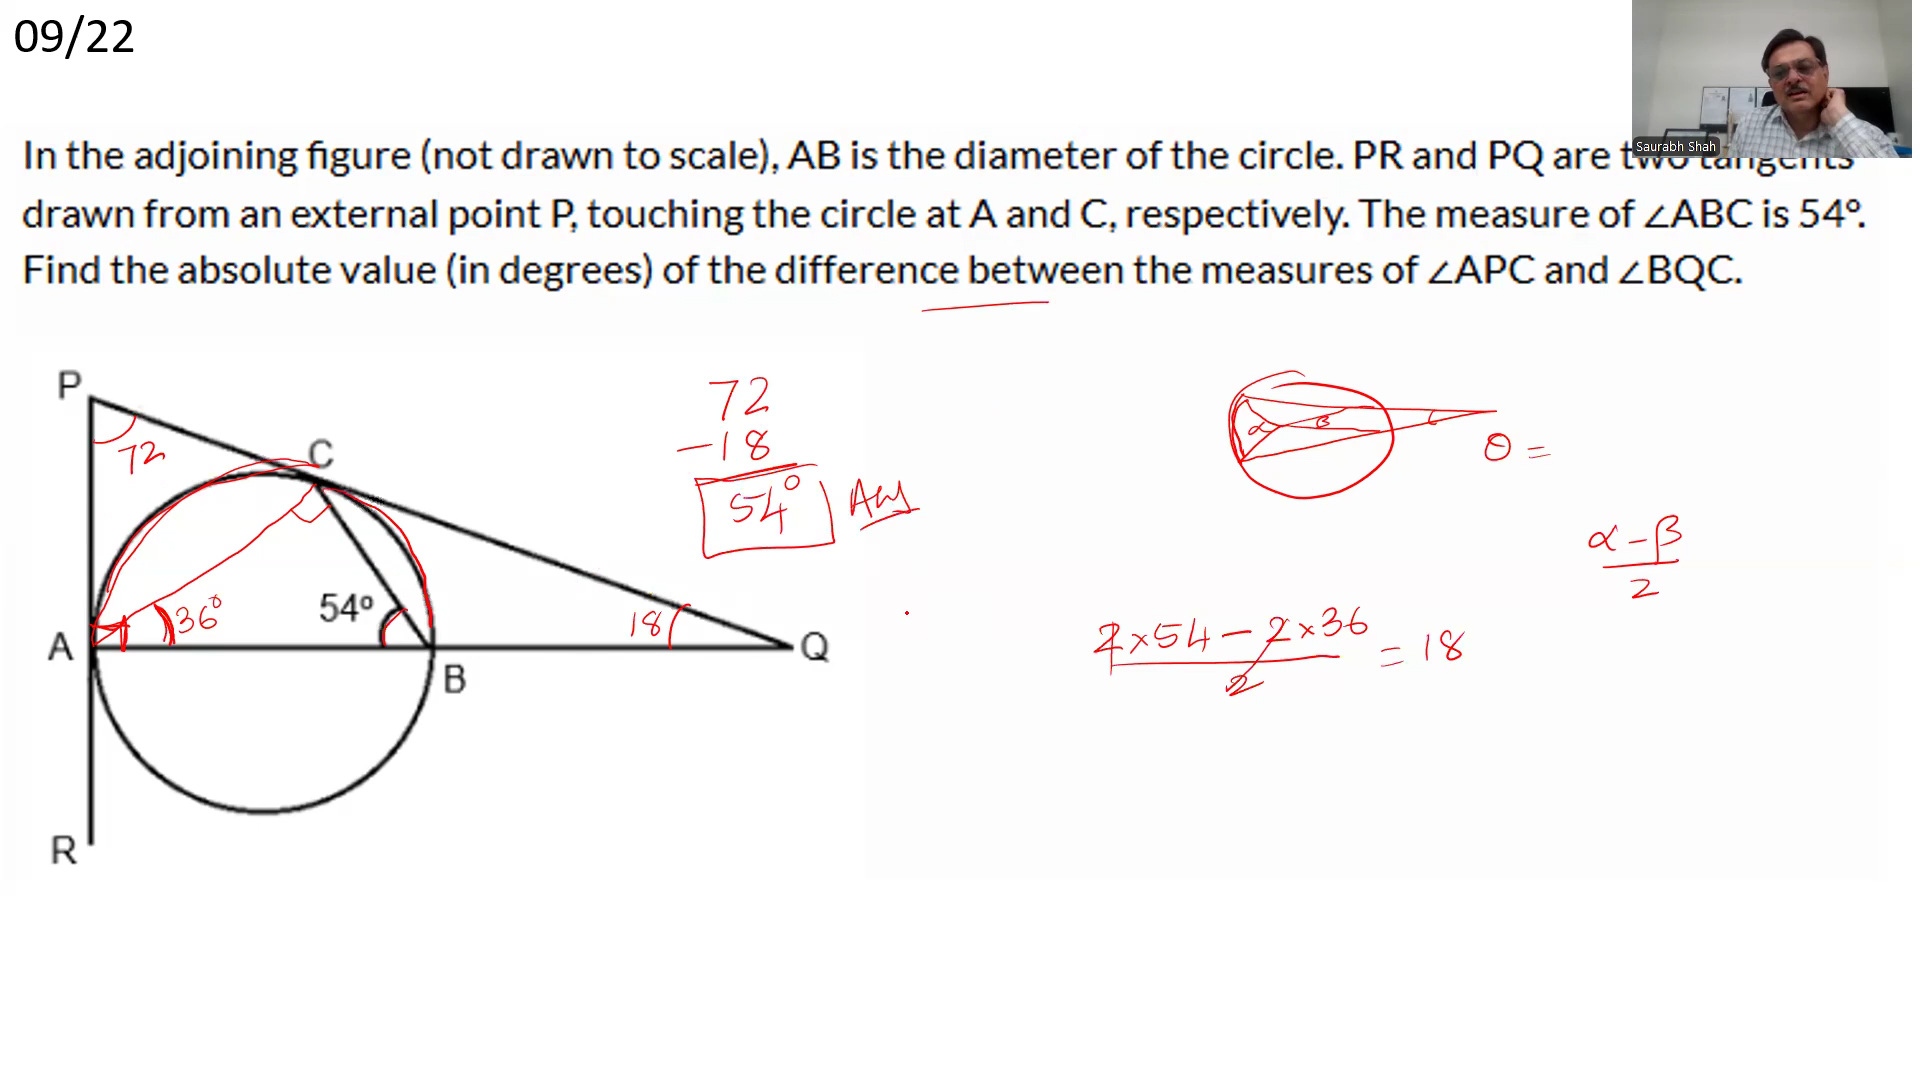 09/22
Saurabh Shah
In the adjoining figure (not drawn to scale), AB is the diameter of the circle. PR and PQ are two tangents
drawn from an external point P, touching the circle at A and C, respectively. The measure of ∠ABC is 54º.
Find the absolute value (in degrees) of the difference between the measures of ∠APC and ∠BQC.
P
72
C
72
-18
54° Ans
θ =
α-β
2
A
36°
54º
18
Q
B
2×54 - 2×36
2
= 18
α
β
R